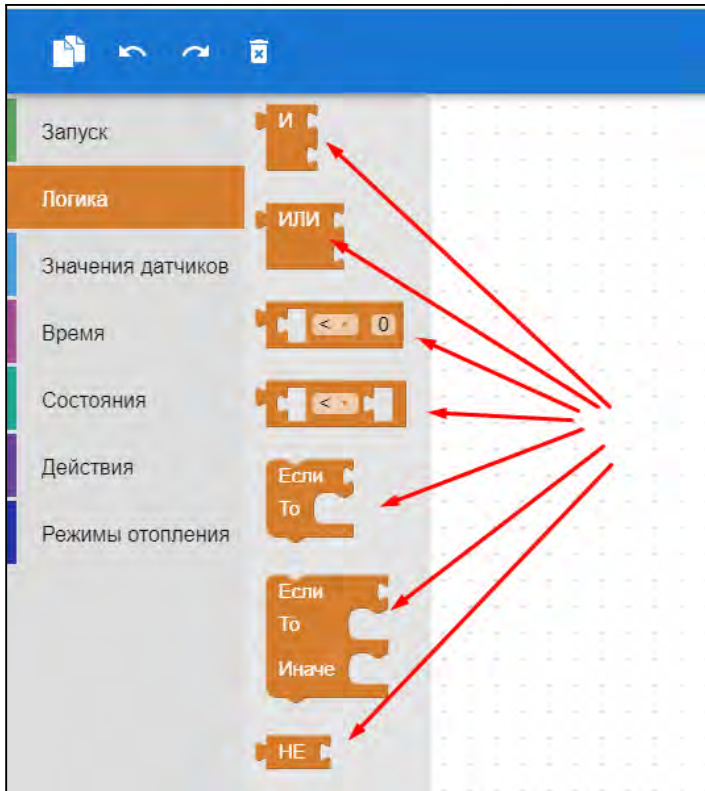 Запуск
Логика
Значения датчиков
Время
Состояния
Действия
Режимы отопления
И
ИЛИ
< 0
<
Если
То
Если
То
Иначе
НЕ